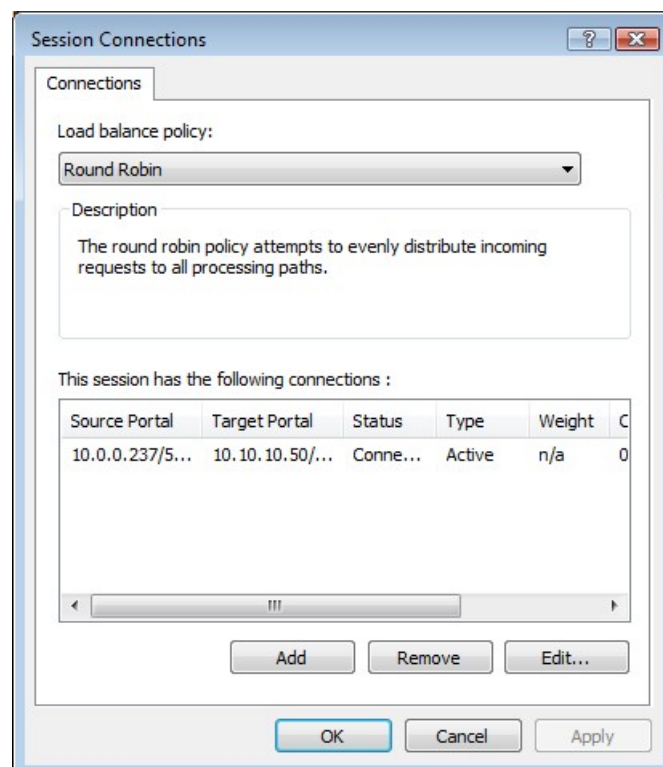 Session Connections
Connections
Load balance policy:
Round Robin
Description
The round robin policy attempts to evenly distribute incoming
requests to all processing paths.
This session has the following connections :
Source Portal Target Portal Status Type Weight C
10.0.0.237/5... 10.10.10.50/... Conne... Active n/a 0
Add Remove Edit...
OK Cancel Apply